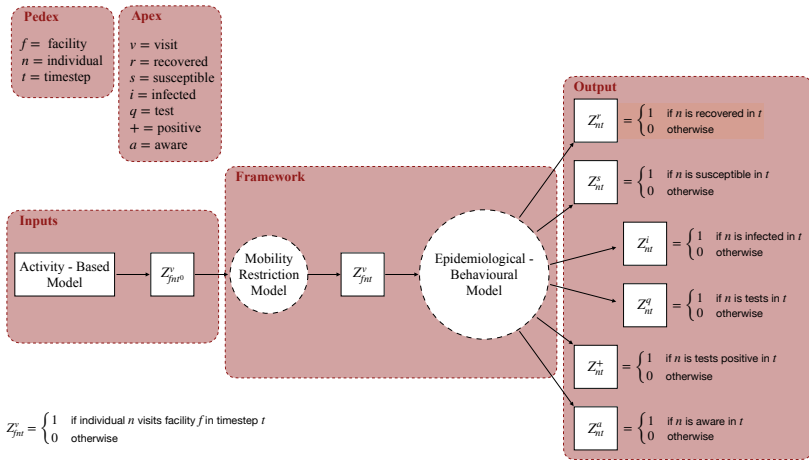 Pedex
f = facility
n = individual
t = timestep
Apex
v = visit
r = recovered
s = susceptible
i = infected
q = test
+ = positive
a = aware
Inputs
Activity - Based
Model
Z^v_{fnt^0}
Framework
Mobility
Restriction
Model
Z^v_{fnt}
Epidemiological -
Behavioural
Model
Output
Z^r_{nt} = { 1 if n is recovered in t
0 otherwise
Z^s_{nt} = { 1 if n is susceptible in t
0 otherwise
Z^i_{nt} = { 1 if n is infected in t
0 otherwise
Z^q_{nt} = { 1 if n is tests in t
0 otherwise
Z^+_{nt} = { 1 if n is tests positive in t
0 otherwise
Z^a_{nt} = { 1 if n is aware in t
0 otherwise
Z^v_{fnt} = { 1 if individual n visits facility f in timestep t
0 otherwise